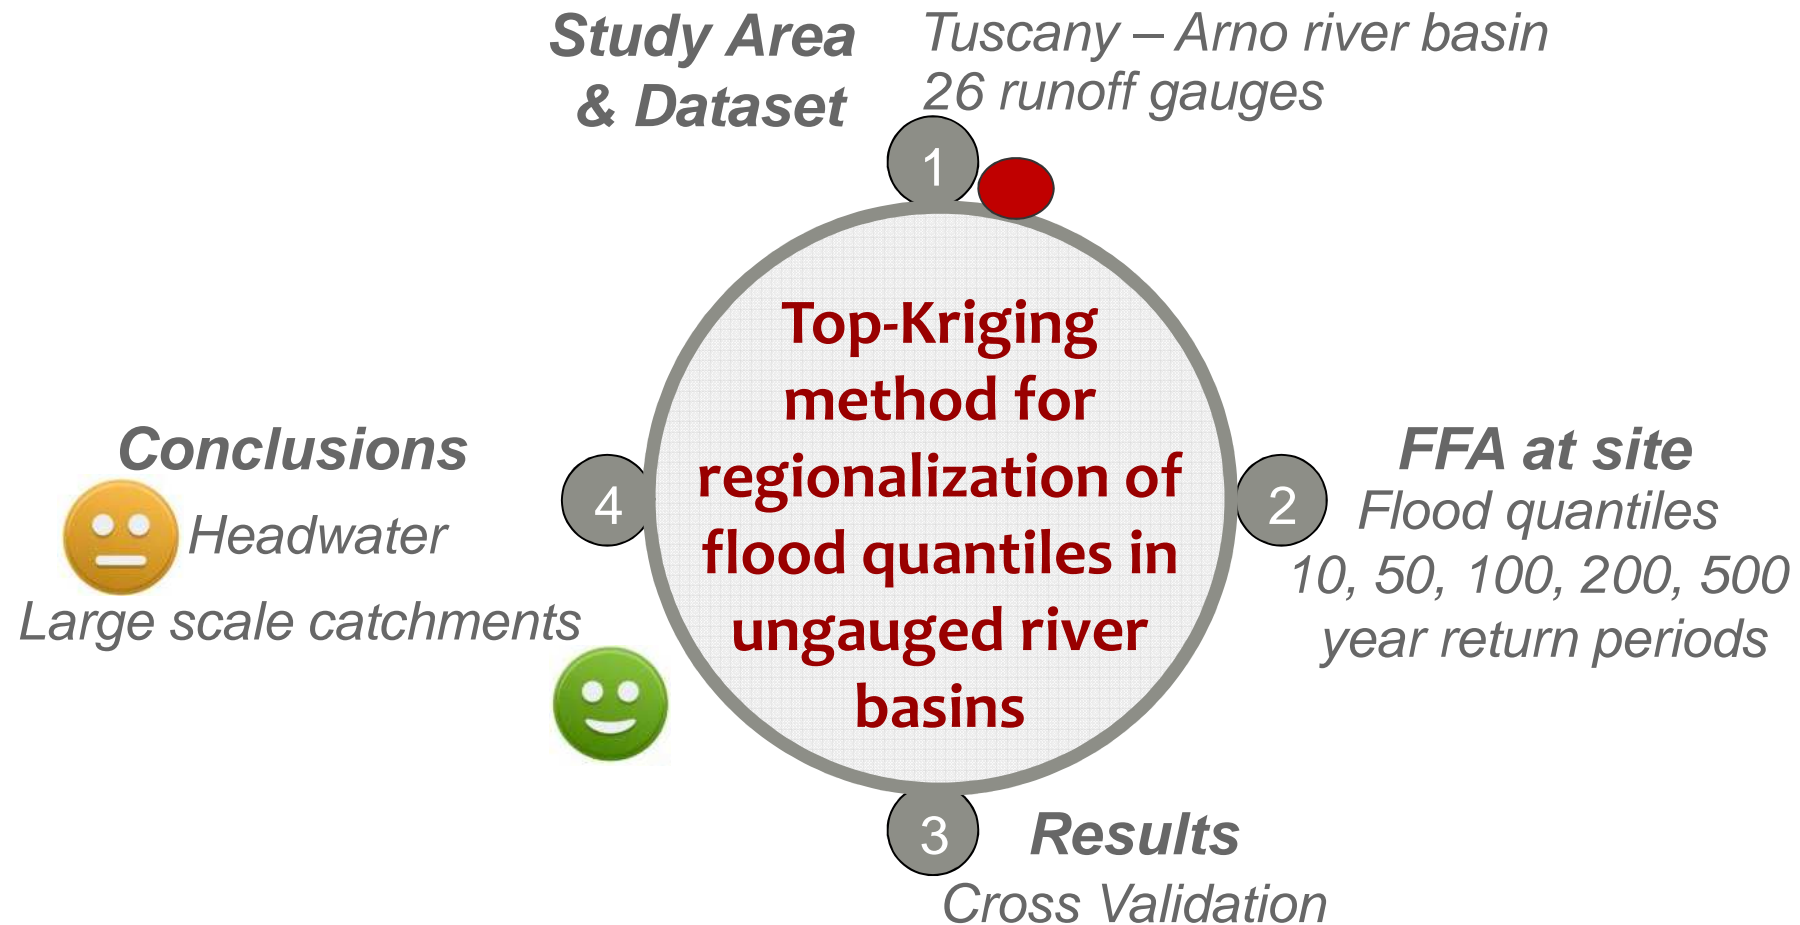 Study Area
& Dataset
Tuscany – Arno river basin
26 runoff gauges
1
Top-Kriging
method for
regionalization of
flood quantiles in
ungauged river
basins
2
FFA at site
Flood quantiles
10, 50, 100, 200, 500
year return periods
3
Results
Cross Validation
4
Conclusions
Headwater
Large scale catchments